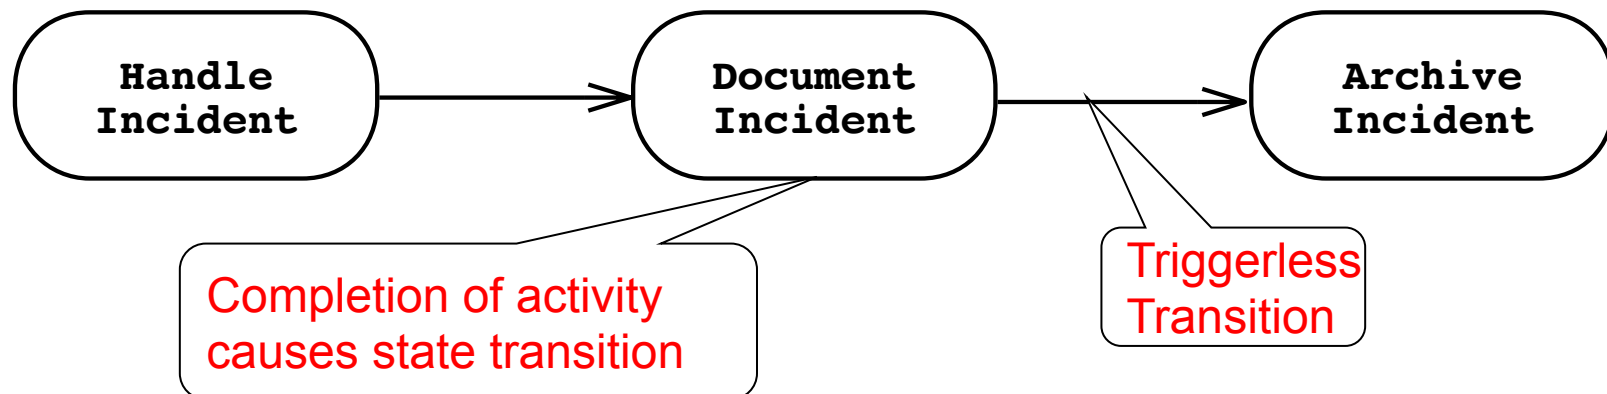 Handle
Incident
Document
Incident
Archive
Incident
Completion of activity
causes state transition
Triggerless
Transition